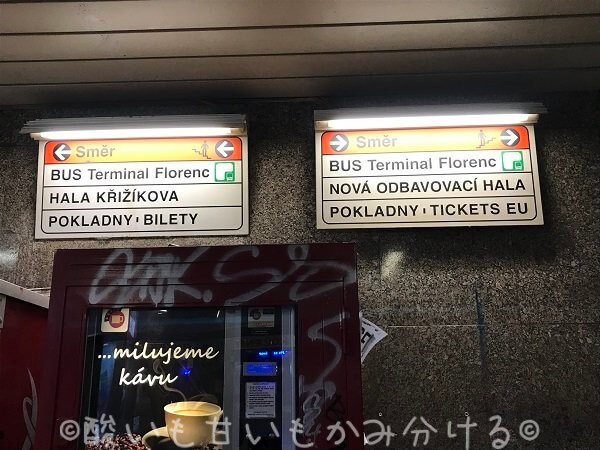 Směr
BUS Terminal Florenc
HALA KŘIŽÍKOVA
POKLADNY - BILETY
Směr
BUS Terminal Florenc
NOVÁ ODBAVOVACÍ HALA
POKLADNY - TICKETS EU
...milujeme
kávu
©酸いも甘いもかみ分ける©